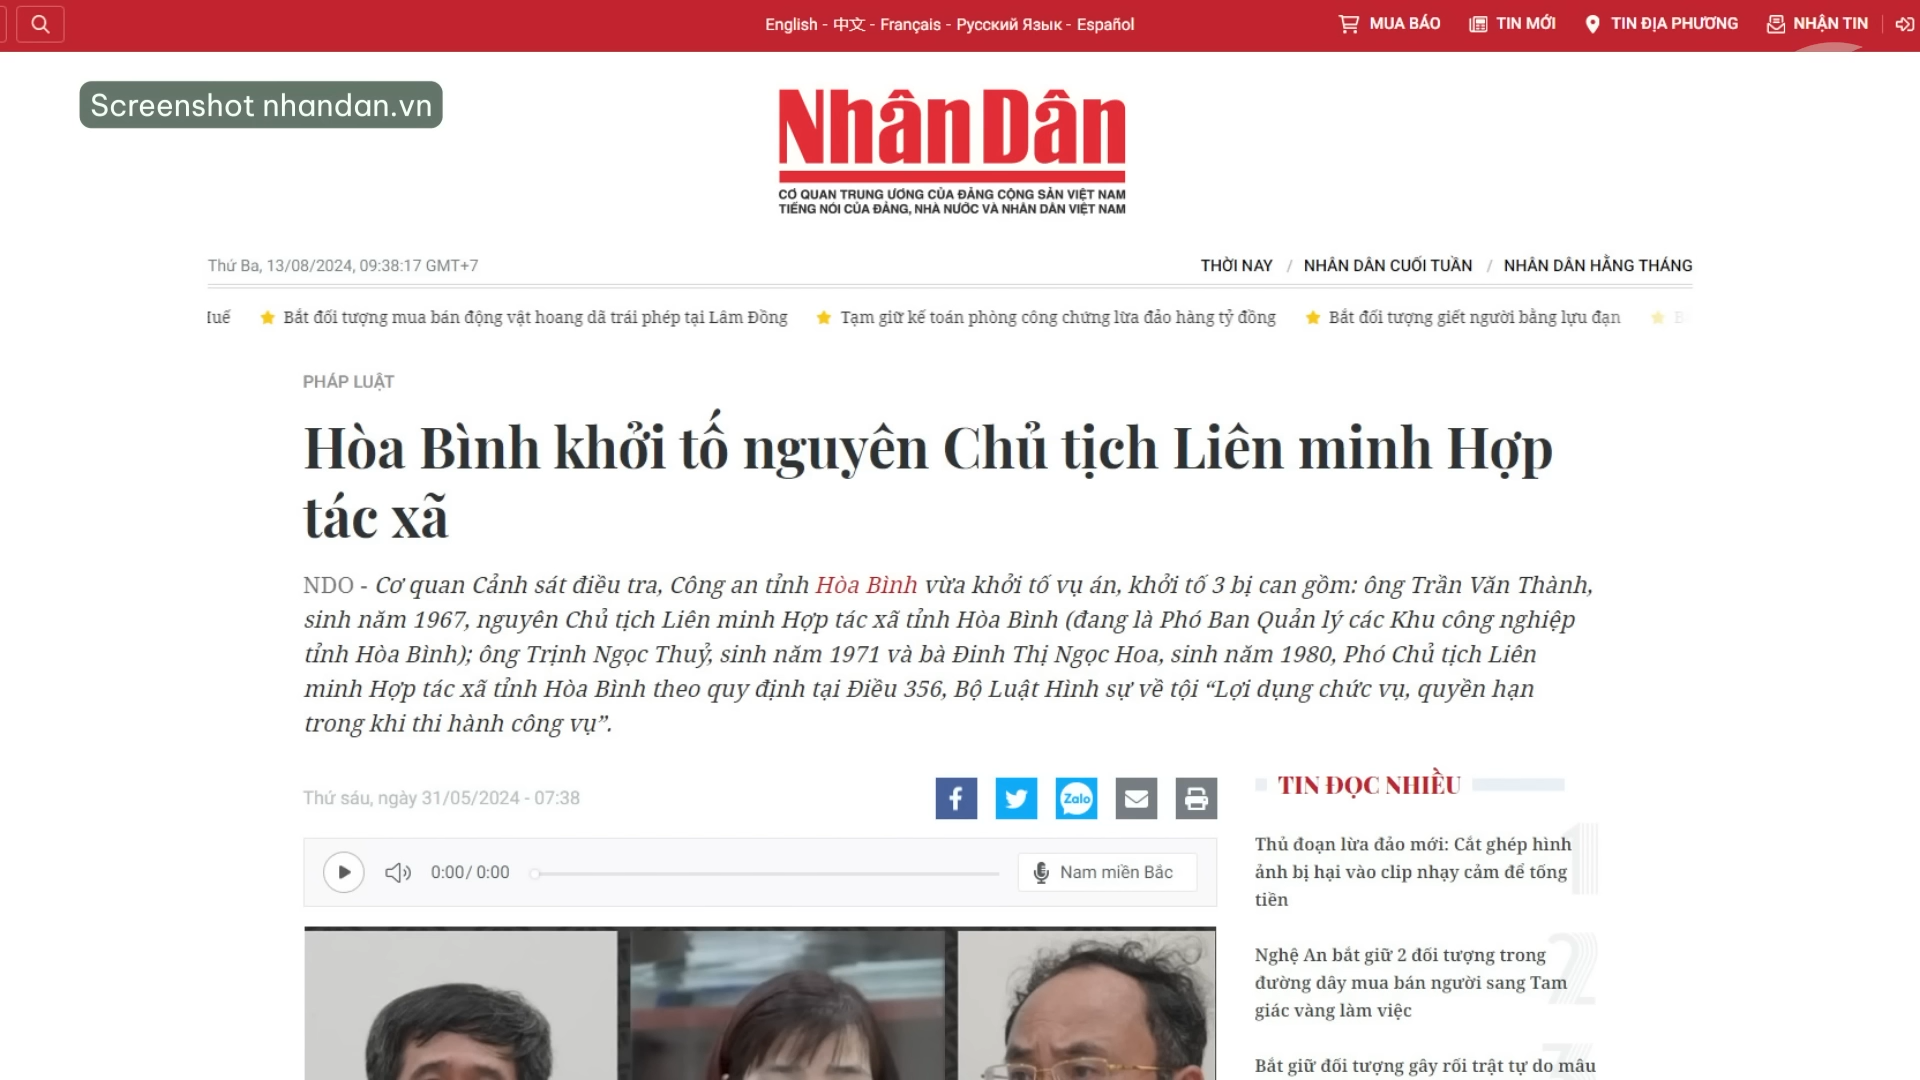 English - 中文 - Français - Русский Язык - Español
MUA BÁO
TIN MỚI
TIN ĐỊA PHƯƠNG
NHẬN TIN
Screenshot nhandan.vn
Nhân Dân
CƠ QUAN TRUNG ƯƠNG CỦA ĐẢNG CỘNG SẢN VIỆT NAM
TIẾNG NÓI CỦA ĐẢNG, NHÀ NƯỚC VÀ NHÂN DÂN VIỆT NAM
Thứ Ba, 13/08/2024, 09:38:17 GMT+7
THỜI NAY / NHÂN DÂN CUỐI TUẦN / NHÂN DÂN HẰNG THÁNG
Bắt đối tượng mua bán động vật hoang dã trái phép tại Lâm Đồng
Tạm giữ kế toán phòng công chứng lừa đảo hàng tỷ đồng
Bắt đối tượng giết người bằng lựu đạn
PHÁP LUẬT
Hòa Bình khởi tố nguyên Chủ tịch Liên minh Hợp
tác xã
NDO - Cơ quan Cảnh sát điều tra, Công an tỉnh Hòa Bình vừa khởi tố vụ án, khởi tố 3 bị can gồm: ông Trần Văn Thành,
sinh năm 1967, nguyên Chủ tịch Liên minh Hợp tác xã tỉnh Hòa Bình (đang là Phó Ban Quản lý các Khu công nghiệp
tỉnh Hòa Bình); ông Trịnh Ngọc Thuỷ, sinh năm 1971 và bà Đinh Thị Ngọc Hoa, sinh năm 1980, Phó Chủ tịch Liên
minh Hợp tác xã tỉnh Hòa Bình theo quy định tại Điều 356, Bộ Luật Hình sự về tội “Lợi dụng chức vụ, quyền hạn
trong khi thi hành công vụ”.
Thứ sáu, ngày 31/05/2024 - 07:38
Zalo
0:00/ 0:00
Nam miền Bắc
TIN ĐỌC NHIỀU
1
Thủ đoạn lừa đảo mới: Cắt ghép hình
ảnh bị hại vào clip nhạy cảm để tống
tiền
2
Nghệ An bắt giữ 2 đối tượng trong
đường dây mua bán người sang Tam
giác vàng làm việc
3
Bắt giữ đối tượng gây rối trật tự do mâu